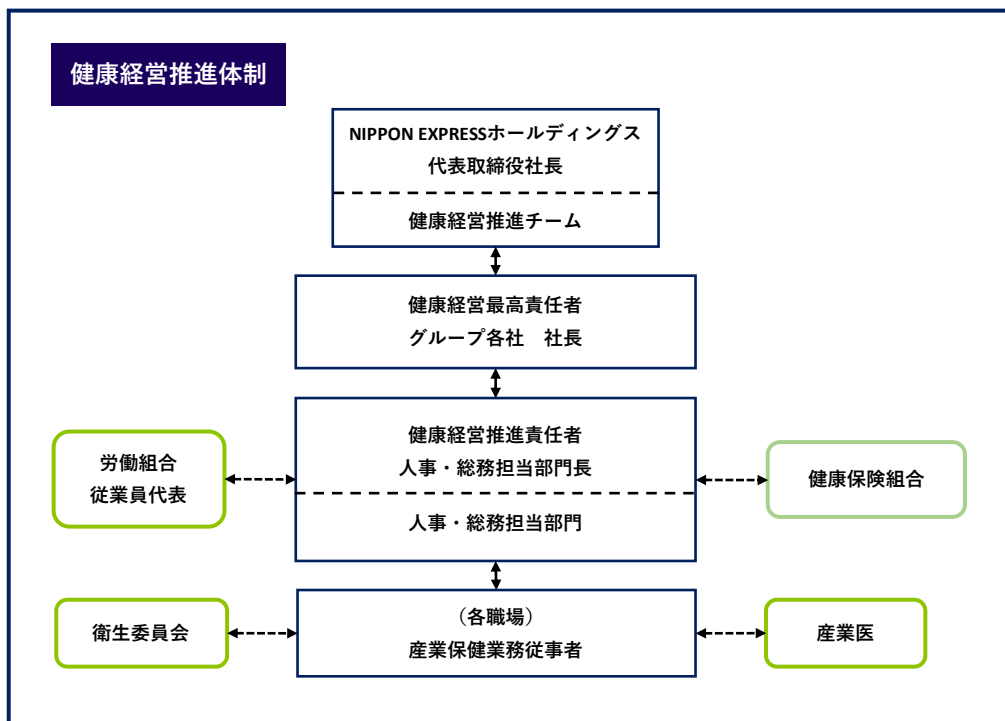 健康経営推進体制
NIPPON EXPRESSホールディングス
代表取締役社長
健康経営推進チーム
健康経営最高責任者
グループ各社　社長
健康経営推進責任者
人事・総務担当部門長
人事・総務担当部門
労働組合
従業員代表
健康保険組合
（各職場）
産業保健業務従事者
衛生委員会
産業医